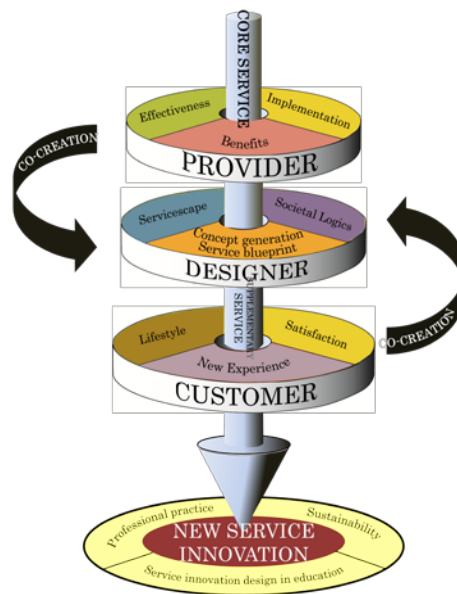 CORE SERVICE
Effectiveness
Implementation
Benefits
PROVIDER
CO-CREATION
Servicescape
Societal Logics
Concept generation
Service blueprint
DESIGNER
SUPPLEMENTARY
SERVICE
CO-CREATION
Lifestyle
Satisfaction
New Experience
CUSTOMER
Professional practice
Sustainability
NEW SERVICE
INNOVATION
Service innovation design in education